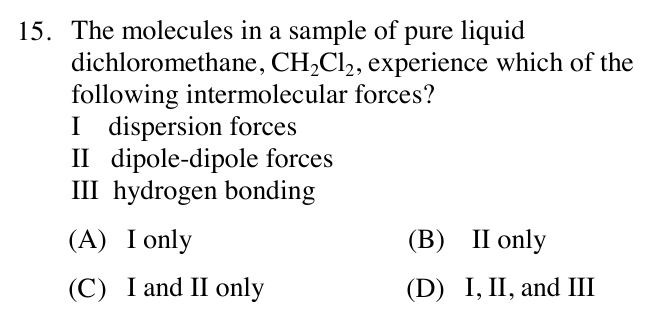 15. The molecules in a sample of pure liquid
dichloromethane, CH₂Cl₂, experience which of the
following intermolecular forces?
I dispersion forces
II dipole-dipole forces
III hydrogen bonding
(A) I only (B) II only
(C) I and II only (D) I, II, and III